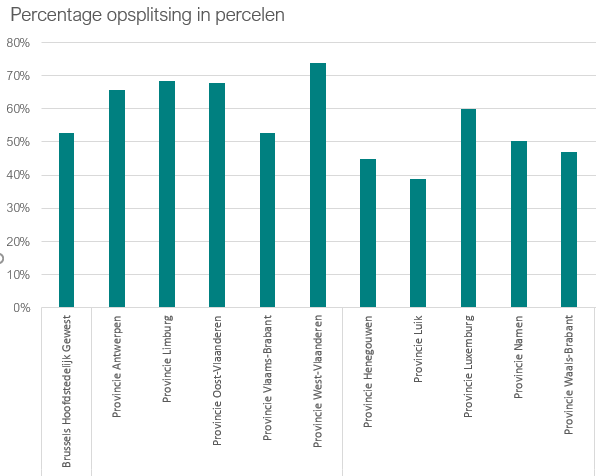 Percentage opsplitsing in percelen
80%
70%
60%
50%
40%
30%
20%
10%
0%
Brussels Hoofdstedelijk Gewest
Provincie Antwerpen
Provincie Limburg
Provincie Oost-Vlaanderen
Provincie Vlaams-Brabant
Provincie West-Vlaanderen
Provincie Henegouwen
Provincie Luik
Provincie Luxemburg
Provincie Namen
Provincie Waals-Brabant